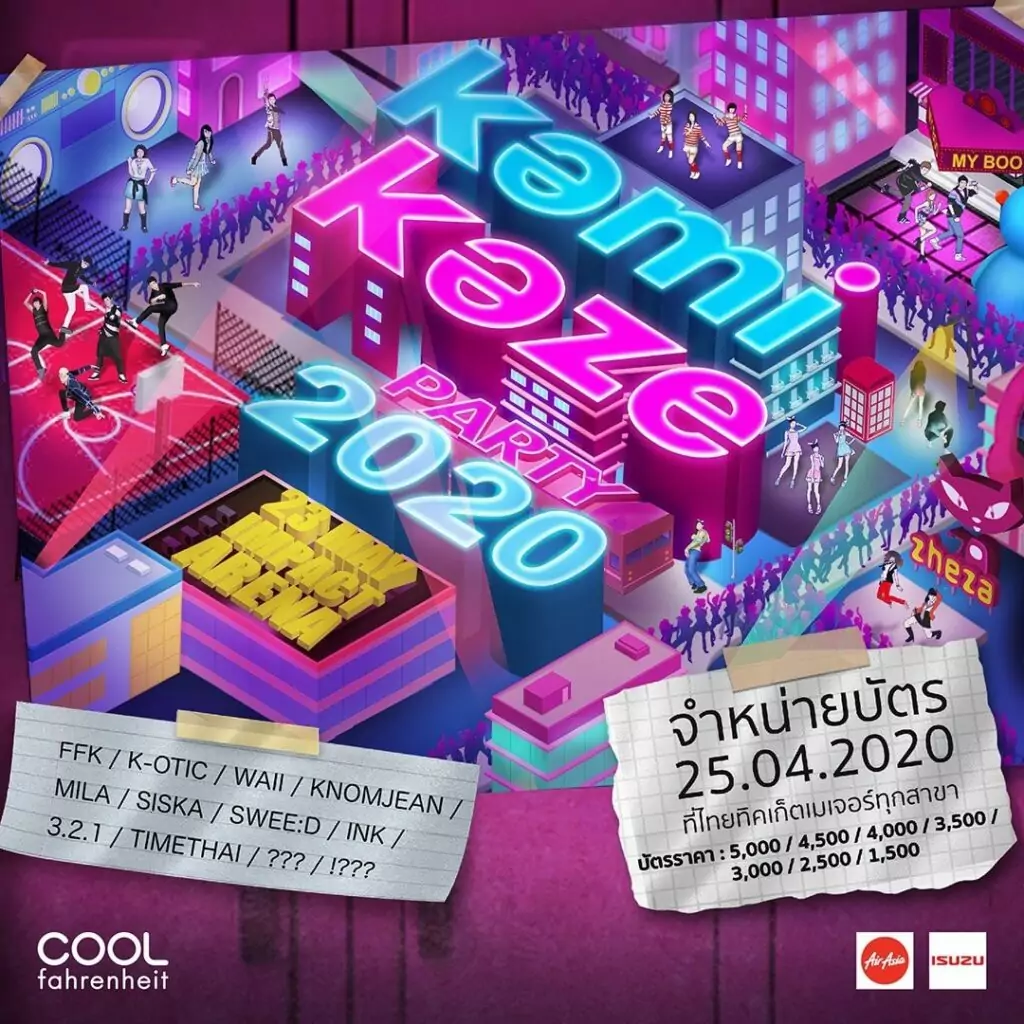 MY BOO
Kami
Kaze
PARTY
2020
23 MAY
IMPACT
ARENA
zheza
FFK / K-OTIC / WAII / KNOMJEAN /
MILA / SISKA / SWEE:D / INK /
3.2.1 / TIMETHAI / ??? / !???
จำหน่ายบัตร
25.04.2020
ที่ไทยทิคเก็ตเมเจอร์ทุกสาขา
บัตรราคา : 5,000 / 4,500 / 4,000 / 3,500 /
3,000 / 2,500 / 1,500
COOL
fahrenheit
AirAsia
ISUZU